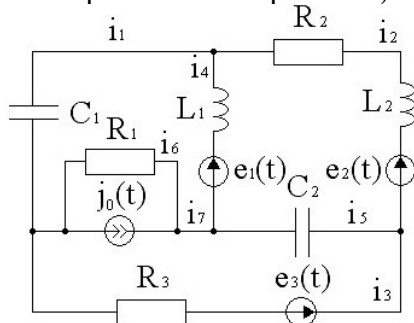 i1 R2 i2
i4
C1 L1 L2
R1 i6
e1(t) C2 e2(t)
j0(t) i7 i5
R3 e3(t) i3